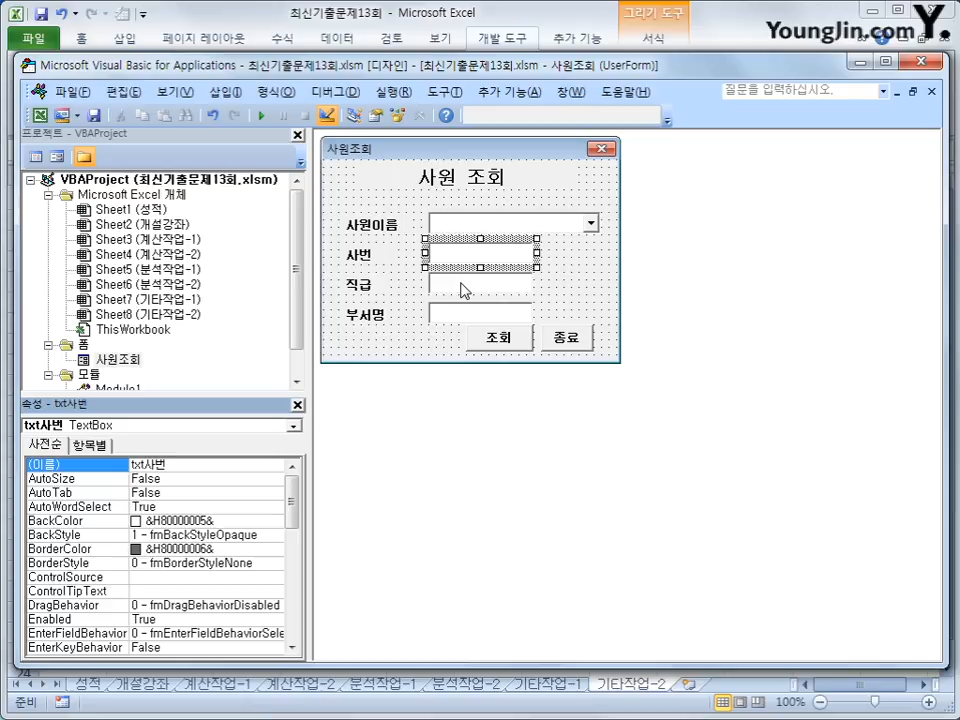 최신기출문제13회 - Microsoft Excel
그리기 도구
YoungJin.com Y.
파일 홈 삽입 페이지 레이아웃 수식 데이터 검토 보기 개발 도구 추가 기능 서식
Microsoft Visual Basic for Applications - 최신기출문제13회.xlsm [디자인] - [최신기출문제13회.xlsm - 사원조회 (UserForm)]
파일(F) 편집(E) 보기(V) 삽입(I) 형식(O) 디버그(D) 실행(R) 도구(T) 추가 기능(A) 창(W) 도움말(H) 질문을 입력하십시오.
프로젝트 - VBAProject
VBAProject (최신기출문제13회.xlsm)
Microsoft Excel 개체
Sheet1 (성적)
Sheet2 (개설강좌)
Sheet3 (계산작업-1)
Sheet4 (계산작업-2)
Sheet5 (분석작업-1)
Sheet6 (분석작업-2)
Sheet7 (기타작업-1)
Sheet8 (기타작업-2)
ThisWorkbook
폼
사원조회
모듈
Module1
사원조회
사원 조회
사원이름
사번
직급
부서명
조회 종료
속성 - txt사번
txt사번 TextBox
사전순 항목별
(이름) txt사번
AutoSize False
AutoTab False
AutoWordSelect True
BackColor &H80000005&
BackStyle 1 - fmBackStyleOpaque
BorderColor &H80000006&
BorderStyle 0 - fmBorderStyleNone
ControlSource
ControlTipText
DragBehavior 0 - fmDragBehaviorDisabled
Enabled True
EnterFieldBehavior 0 - fmEnterFieldBehaviorSele
EnterKeyBehavior False
24
성적 개설강좌 계산작업-1 계산작업-2 분석작업-1 분석작업-2 기타작업-1 기타작업-2
준비 100%